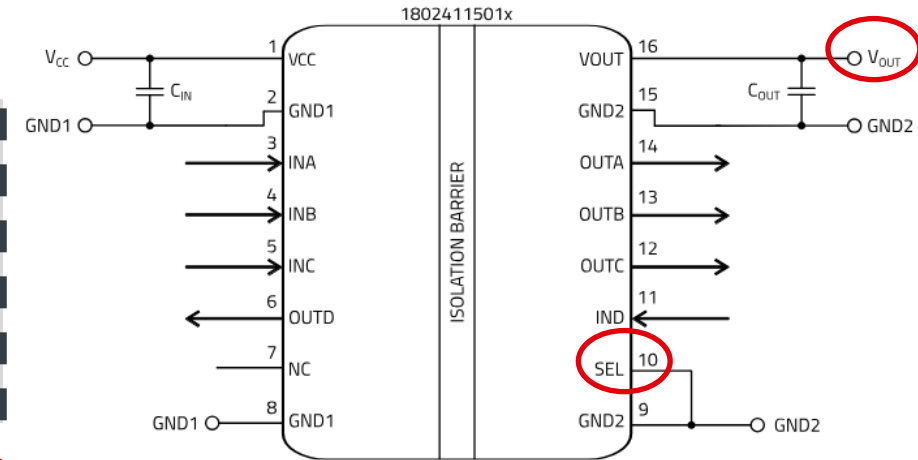 1802411501x
VCC
CIN
GND1
1
VCC
2
GND1
3
INA
4
INB
5
INC
6
OUTD
7
NC
8
GND1
GND1
ISOLATION BARRIER
16
VOUT
VOUT
COUT
15
GND2
GND2
14
OUTA
13
OUTB
12
OUTC
11
IND
10
SEL
9
GND2
GND2